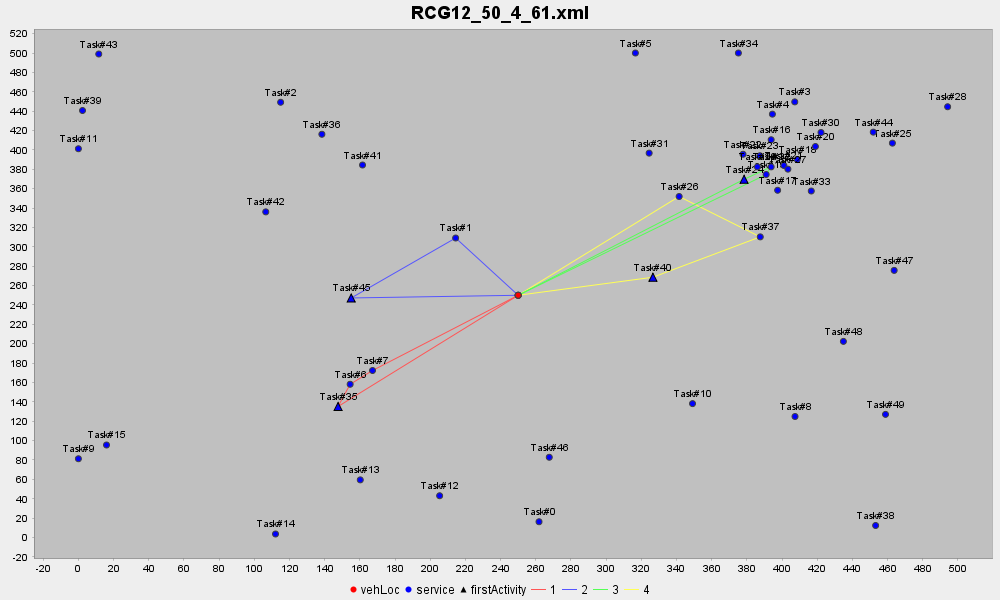 RCG12_50_4_61.xml
520
500
480
460
440
420
400
380
360
340
320
300
280
260
240
220
200
180
160
140
120
100
80
60
40
20
0
-20
Task#43
Task#5
Task#34
Task#39
Task#2
Task#3
Task#28
Task#4
Task#36
Task#16
Task#30
Task#44
Task#11
Task#20
Task#25
Task#41
Task#31
Task#24
Task#17
Task#33
Task#42
Task#26
Task#1
Task#37
Task#45
Task#40
Task#47
Task#48
Task#7
Task#6
Task#35
Task#10
Task#8
Task#49
Task#15
Task#9
Task#13
Task#46
Task#12
Task#0
Task#14
Task#38
-20 0 20 40 60 80 100 120 140 160 180 200 220 240 260 280 300 320 340 360 380 400 420 440 460 480 500
vehLoc service firstActivity 1 2 3 4